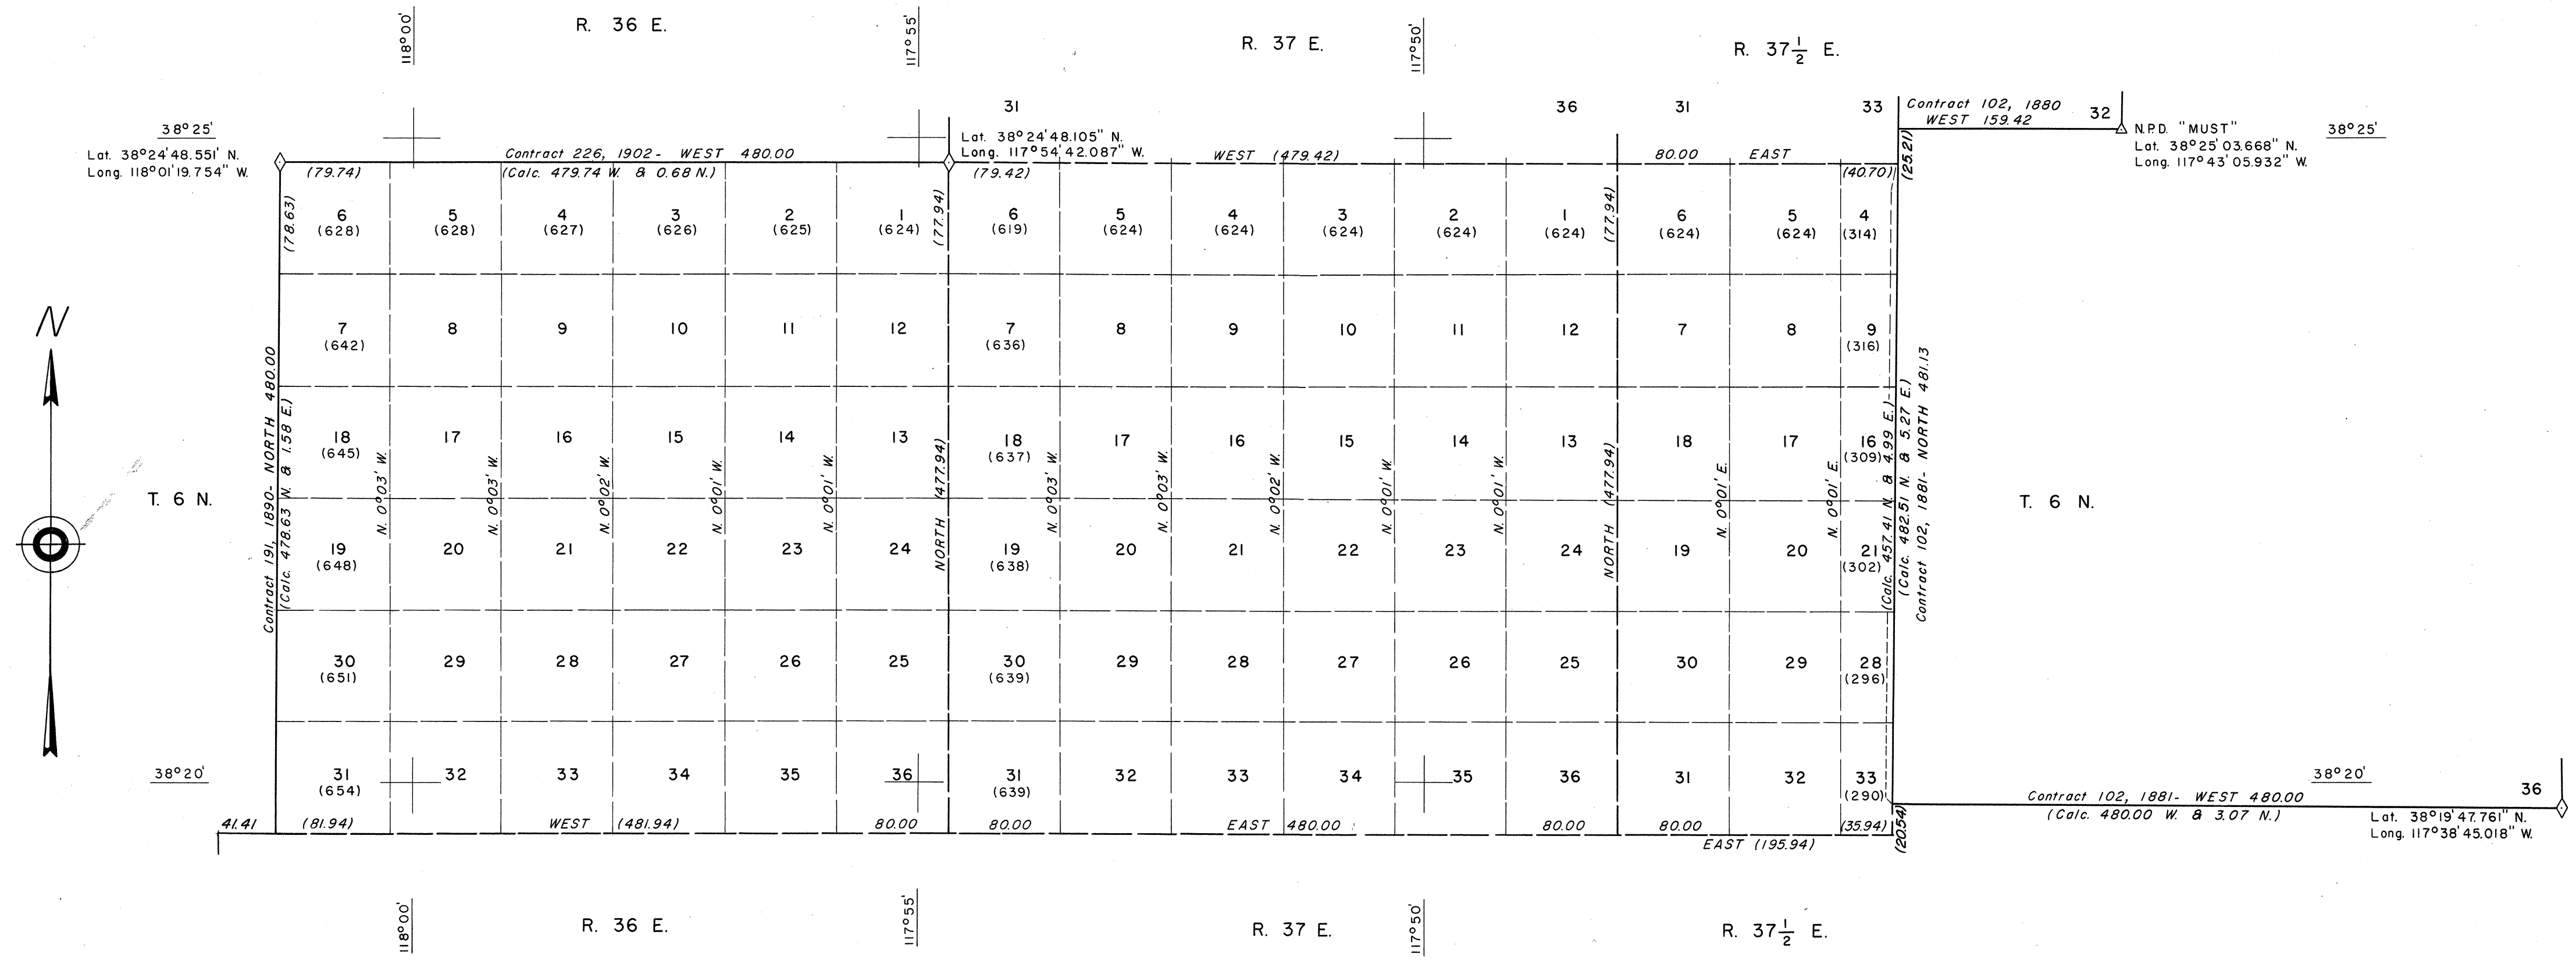 R. 36 E.
R. 37 E.
R. 37 1/2 E.
118°00'
117°55'
117°50'
31
36
31
33
Contract 102, 1880
WEST 159.42
32
N.P.D. "MUST"
Lat. 38°25'03.668" N.
Long. 117°43'05.932" W.
38°25'
38°25'
Lat. 38°24'48.551' N.
Long. 118°01'19.754" W.
Lat. 38°24'48.105" N.
Long. 117°54'42.087" W.
Contract 226, 1902- WEST 480.00
(Calc. 479.74 W. & 0.68 N.)
WEST (479.42)
80.00 EAST
(25.21)
(79.74)
(79.42)
(40.70)
(78.63)
(77.94)
(77.94)
6 5 4 3 2 1 6 5 4 3 2 1 6 5 4
(628) (628) (627) (626) (625) (624) (619) (624) (624) (624) (624) (624) (624) (624) (314)
7 8 9 10 11 12 7 8 9 10 11 12 7 8 9
(642) (636) (316)
18 17 16 15 14 13 18 17 16 15 14 13 18 17 16
(645) (637) (309)
N. 0°03' W. N. 0°03' W. N. 0°02' W. N. 0°01' W. N. 0°01' W. NORTH (477.94) N. 0°03' W. N. 0°03' W. N. 0°02' W. N. 0°01' W. N. 0°01' W. NORTH (477.94) N. 0°01' E. N. 0°01' E.
Contract 191, 1890- NORTH 480.00
(Calc. 478.63 N. & 1.58 E.)
(Calc. 457.41 N. & 4.99 E.)
(Calc. 482.51 N. & 5.27 E.)
Contract 102, 1881- NORTH 481.13
N
T. 6 N.
T. 6 N.
19 20 21 22 23 24 19 20 21 22 23 24 19 20 21
(648) (638) (302)
30 29 28 27 26 25 30 29 28 27 26 25 30 29 28
(651) (639) (296)
38°20'
38°20'
31 32 33 34 35 36 31 32 33 34 35 36 31 32 33
(654) (639) (290)
36
Contract 102, 1881- WEST 480.00
(Calc. 480.00 W. & 3.07 N.)
Lat. 38°19'47.761" N.
Long. 117°38'45.018" W.
41.41 (81.94) WEST (481.94) 80.00 80.00 EAST 480.00 80.00 80.00 (35.94)
(20.54)
EAST (195.94)
118°00'
117°55'
117°50'
R. 36 E.
R. 37 E.
R. 37 1/2 E.